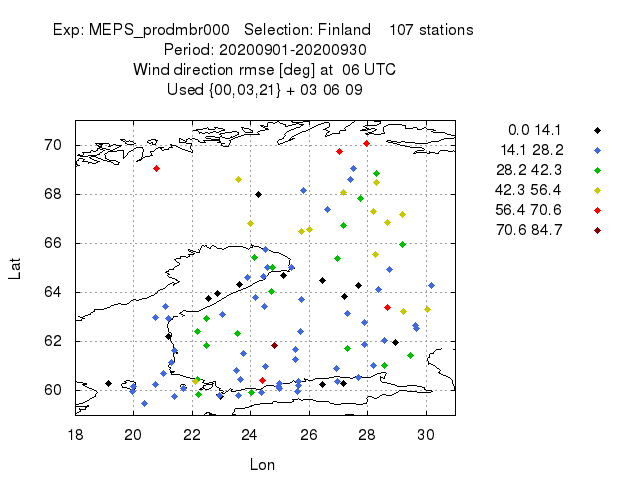 Exp: MEPS_prodmbr000   Selection: Finland    107 stations
Period: 20200901-20200930
Wind direction rmse [deg] at  06 UTC
Used {00,03,21} + 03 06 09
0.0 14.1
14.1 28.2
28.2 42.3
42.3 56.4
56.4 70.6
70.6 84.7
70
68
66
64
62
60
Lat
18 20 22 24 26 28 30
Lon